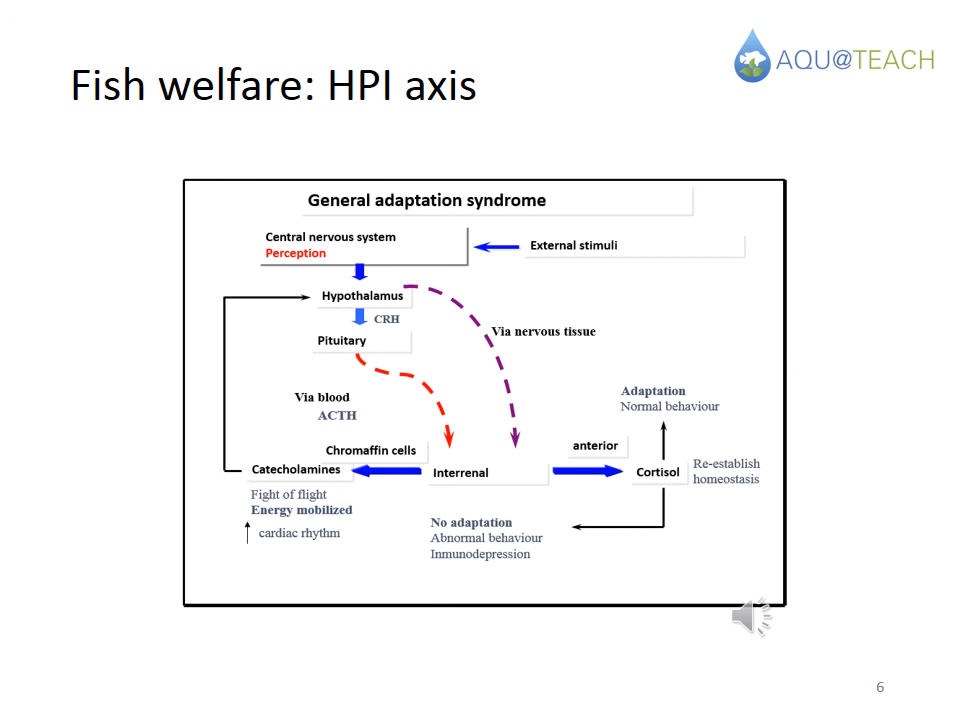 AQU@TEACH
Fish welfare: HPI axis
General adaptation syndrome
Central nervous system
Perception
External stimuli
Hypothalamus
CRH
Via nervous tissue
Pituitary
Via blood
ACTH
Adaptation
Normal behaviour
Chromaffin cells
anterior
Catecholamines
Interrenal
Cortisol
Re-establish
homeostasis
Fight of flight
Energy mobilized
cardiac rhythm
No adaptation
Abnormal behaviour
Inmunodepression
6